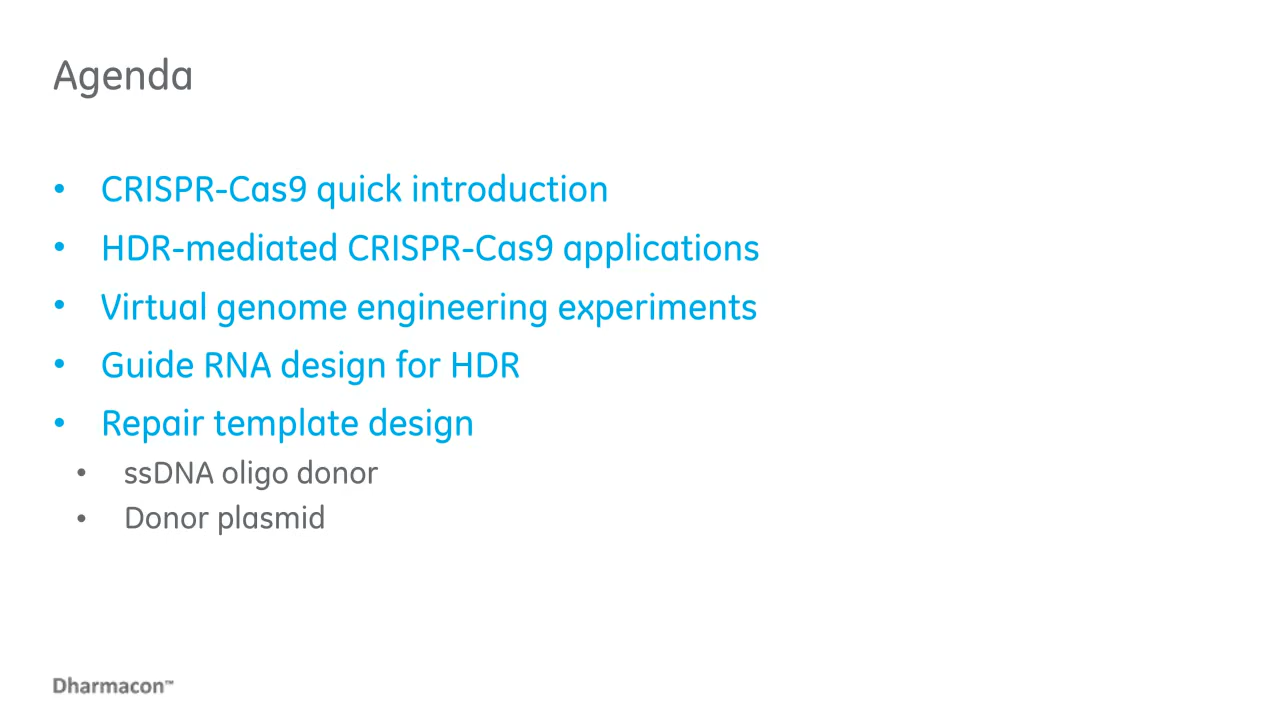 Agenda
• CRISPR-Cas9 quick introduction
• HDR-mediated CRISPR-Cas9 applications
• Virtual genome engineering experiments
• Guide RNA design for HDR
• Repair template design
• ssDNA oligo donor
• Donor plasmid
Dharmacon™